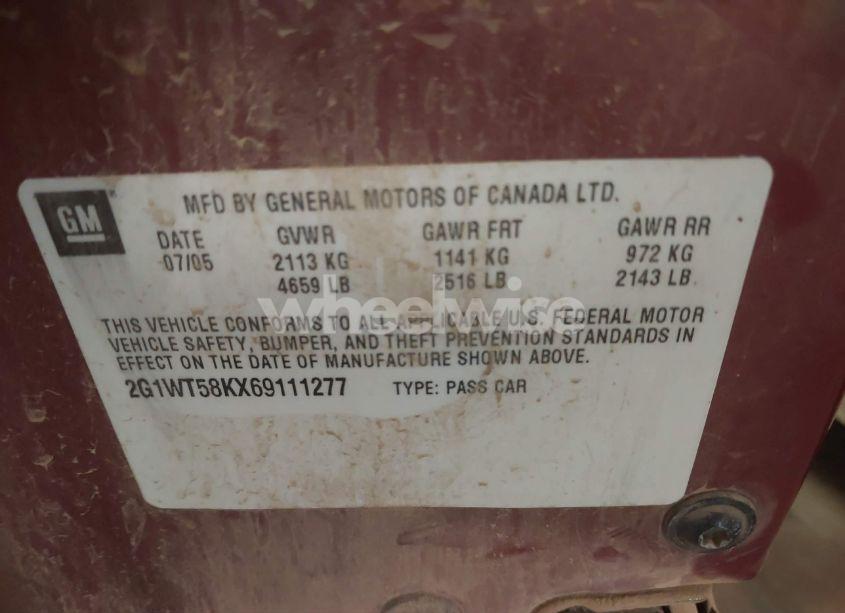 GM
MFD BY GENERAL MOTORS OF CANADA LTD.
DATE GVWR GAWR FRT GAWR RR
07/05 2113 KG 1141 KG 972 KG
4659 LB 2516 LB 2143 LB
wheelwise
THIS VEHICLE CONFORMS TO ALL APPLICABLE U.S. FEDERAL MOTOR
VEHICLE SAFETY, BUMPER, AND THEFT PREVENTION STANDARDS IN
EFFECT ON THE DATE OF MANUFACTURE SHOWN ABOVE.
2G1WT58KX69111277 TYPE: PASS CAR